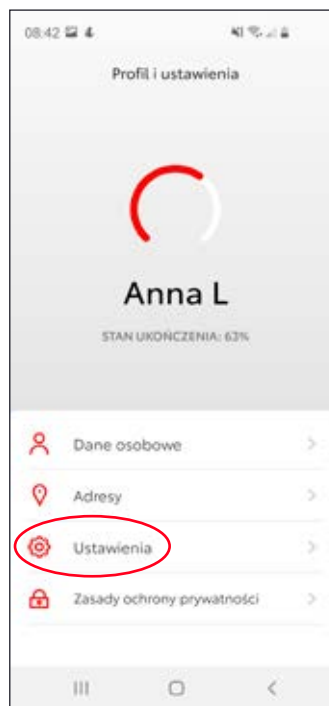 08:42
Profil i ustawienia
Anna L
STAN UKOŃCZENIA: 63%
Dane osobowe
Adresy
Ustawienia
Zasady ochrony prywatności